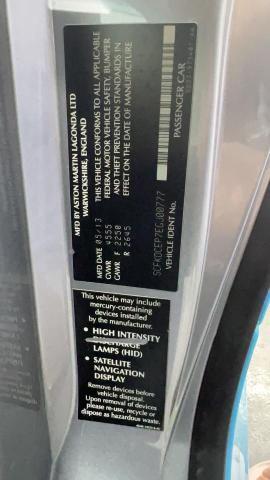 MFD BY ASTON MARTIN LAGONDA LTD
WARWICKSHIRE, ENGLAND
MFD DATE 05/13
GVWR 4555
GAWR F 2250
R 2645
THIS VEHICLE CONFORMS TO ALL APPLICABLE
FEDERAL MOTOR VEHICLE SAFETY, BUMPER
AND THEFT PREVENTION STANDARDS IN
EFFECT ON THE DATE OF MANUFACTURE
SCFKDCEP7EGJ00777
VEHICLE IDENT No.
PASSENGER CAR
This vehicle may include
mercury-containing
devices installed by
the manufacturer.
• HIGH INTENSITY
DISCHARGE
LAMPS (HID)
• SATELLITE
NAVIGATION
DISPLAY
Remove devices before
vehicle disposal.
Upon removal of devices
please re-use, recycle or
dispose as hazardous waste.